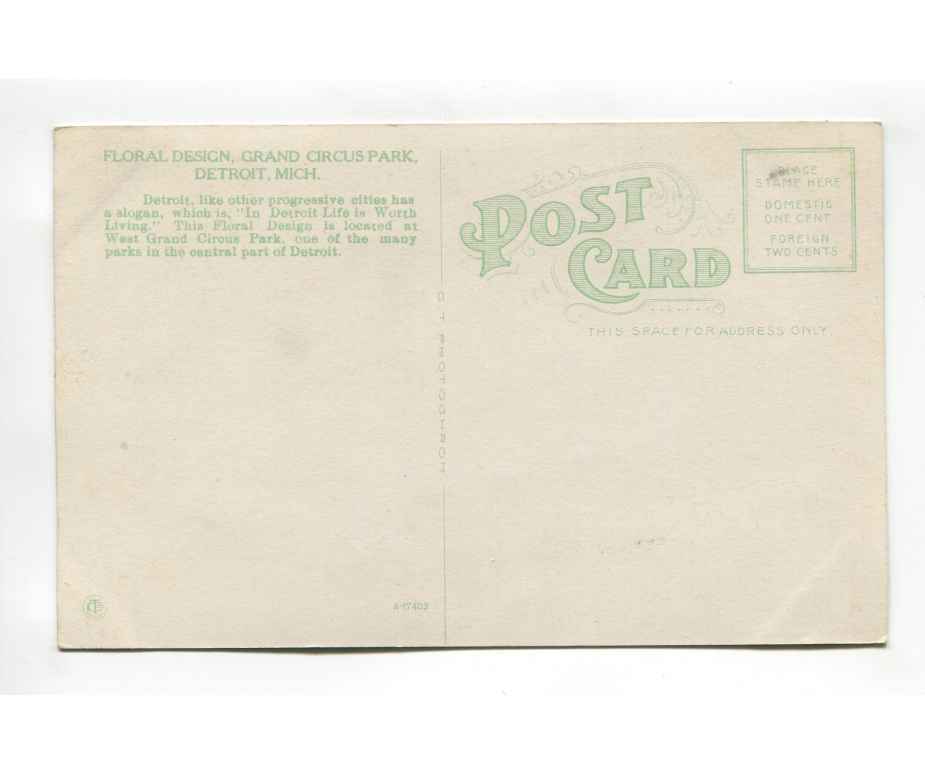 FLORAL DESIGN, GRAND CIRCUS PARK,
DETROIT, MICH.
Detroit, like other progressive cities has
a slogan, which is, "In Detroit Life is Worth
Living." This Floral Design is located at
West Grand Circus Park, one of the many
parks in the central part of Detroit.
A-17403
POST
CARD
THIS SPACE FOR ADDRESS ONLY
PLACE
STAMP HERE
DOMESTIC
ONE CENT
FOREIGN
TWO CENTS